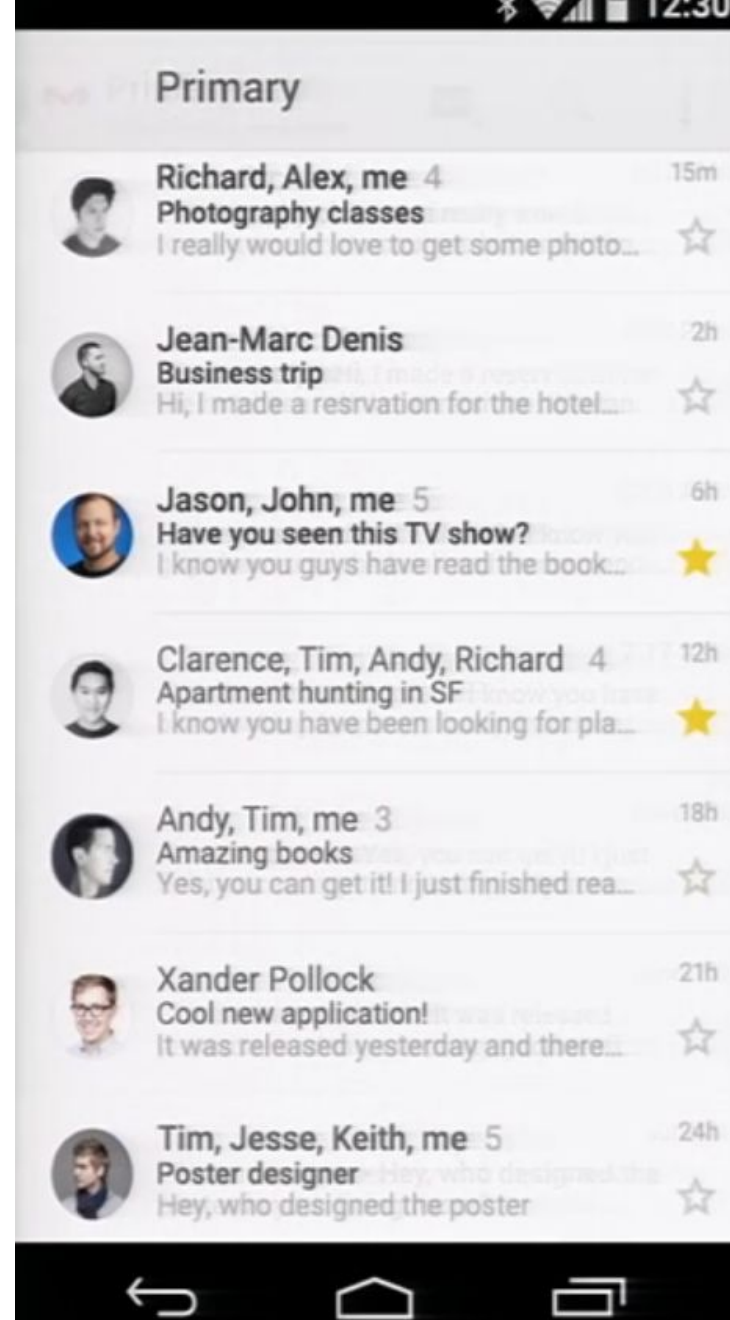 12:30
Primary
Richard, Alex, me 4
15m
Photography classes
I really would love to get some photo...
Jean-Marc Denis
2h
Business trip
Hi, I made a resrvation for the hotel...
Jason, John, me 5
6h
Have you seen this TV show?
I know you guys have read the book...
Clarence, Tim, Andy, Richard 4
12h
Apartment hunting in SF
I know you have been looking for pla...
Andy, Tim, me 3
18h
Amazing books
Yes, you can get it! I just finished rea...
Xander Pollock
21h
Cool new application!
It was released yesterday and there...
Tim, Jesse, Keith, me 5
24h
Poster designer
Hey, who designed the poster